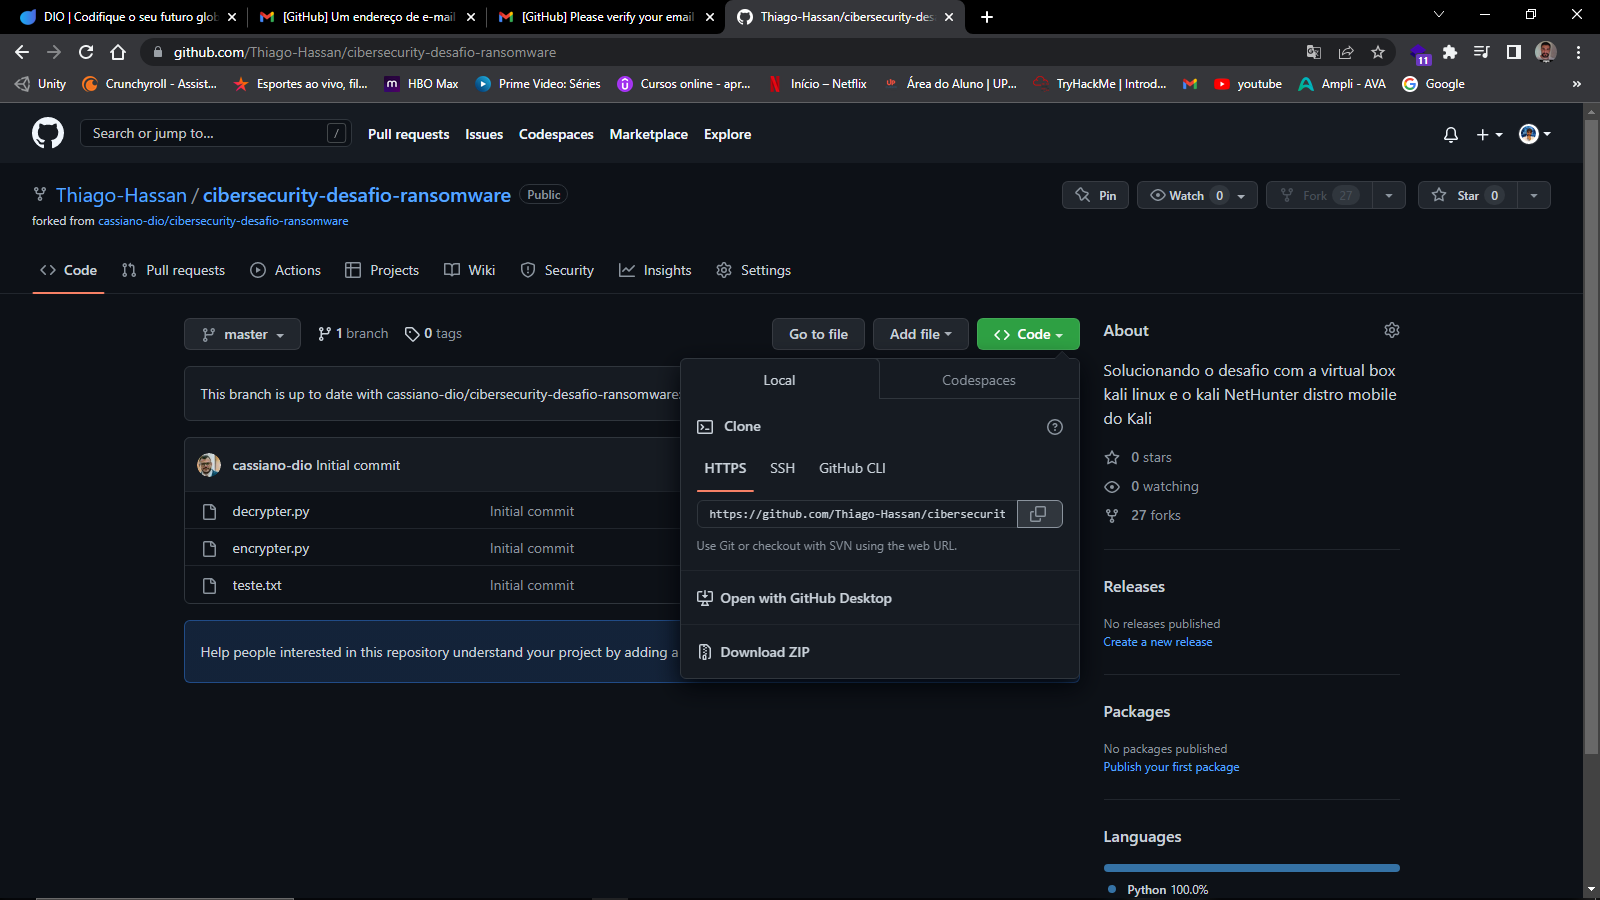 DIO | Codifique o seu futuro glob
[GitHub] Um endereço de e-mail
[GitHub] Please verify your email
Thiago-Hassan/cibersecurity-des
github.com/Thiago-Hassan/cibersecurity-desafio-ransomware
11
Unity
Crunchyroll - Assist...
Esportes ao vivo, fil...
HBO Max
Prime Video: Séries
Cursos online - apr...
Início – Netflix
Área do Aluno | UP...
TryHackMe | Introd...
youtube
Ampli - AVA
Google
»
Search or jump to...
/
Pull requests
Issues
Codespaces
Marketplace
Explore
Thiago-Hassan / cibersecurity-desafio-ransomware
Public
forked from cassiano-dio/cibersecurity-desafio-ransomware
Pin
Watch 0
Fork 27
Star 0
Code
Pull requests
Actions
Projects
Wiki
Security
Insights
Settings
master
1 branch
0 tags
Go to file
Add file
Code
This branch is up to date with cassiano-dio/cibersecurity-desafio-ransomware:
cassiano-dio Initial commit
decrypter.py Initial commit
encrypter.py Initial commit
teste.txt Initial commit
Help people interested in this repository understand your project by adding a
Local
Codespaces
Clone
HTTPS
SSH
GitHub CLI
https://github.com/Thiago-Hassan/cibersecurit
Use Git or checkout with SVN using the web URL.
Open with GitHub Desktop
Download ZIP
About
Solucionando o desafio com a virtual box
kali linux e o kali NetHunter distro mobile
do Kali
0 stars
0 watching
27 forks
Releases
No releases published
Create a new release
Packages
No packages published
Publish your first package
Languages
Python 100.0%